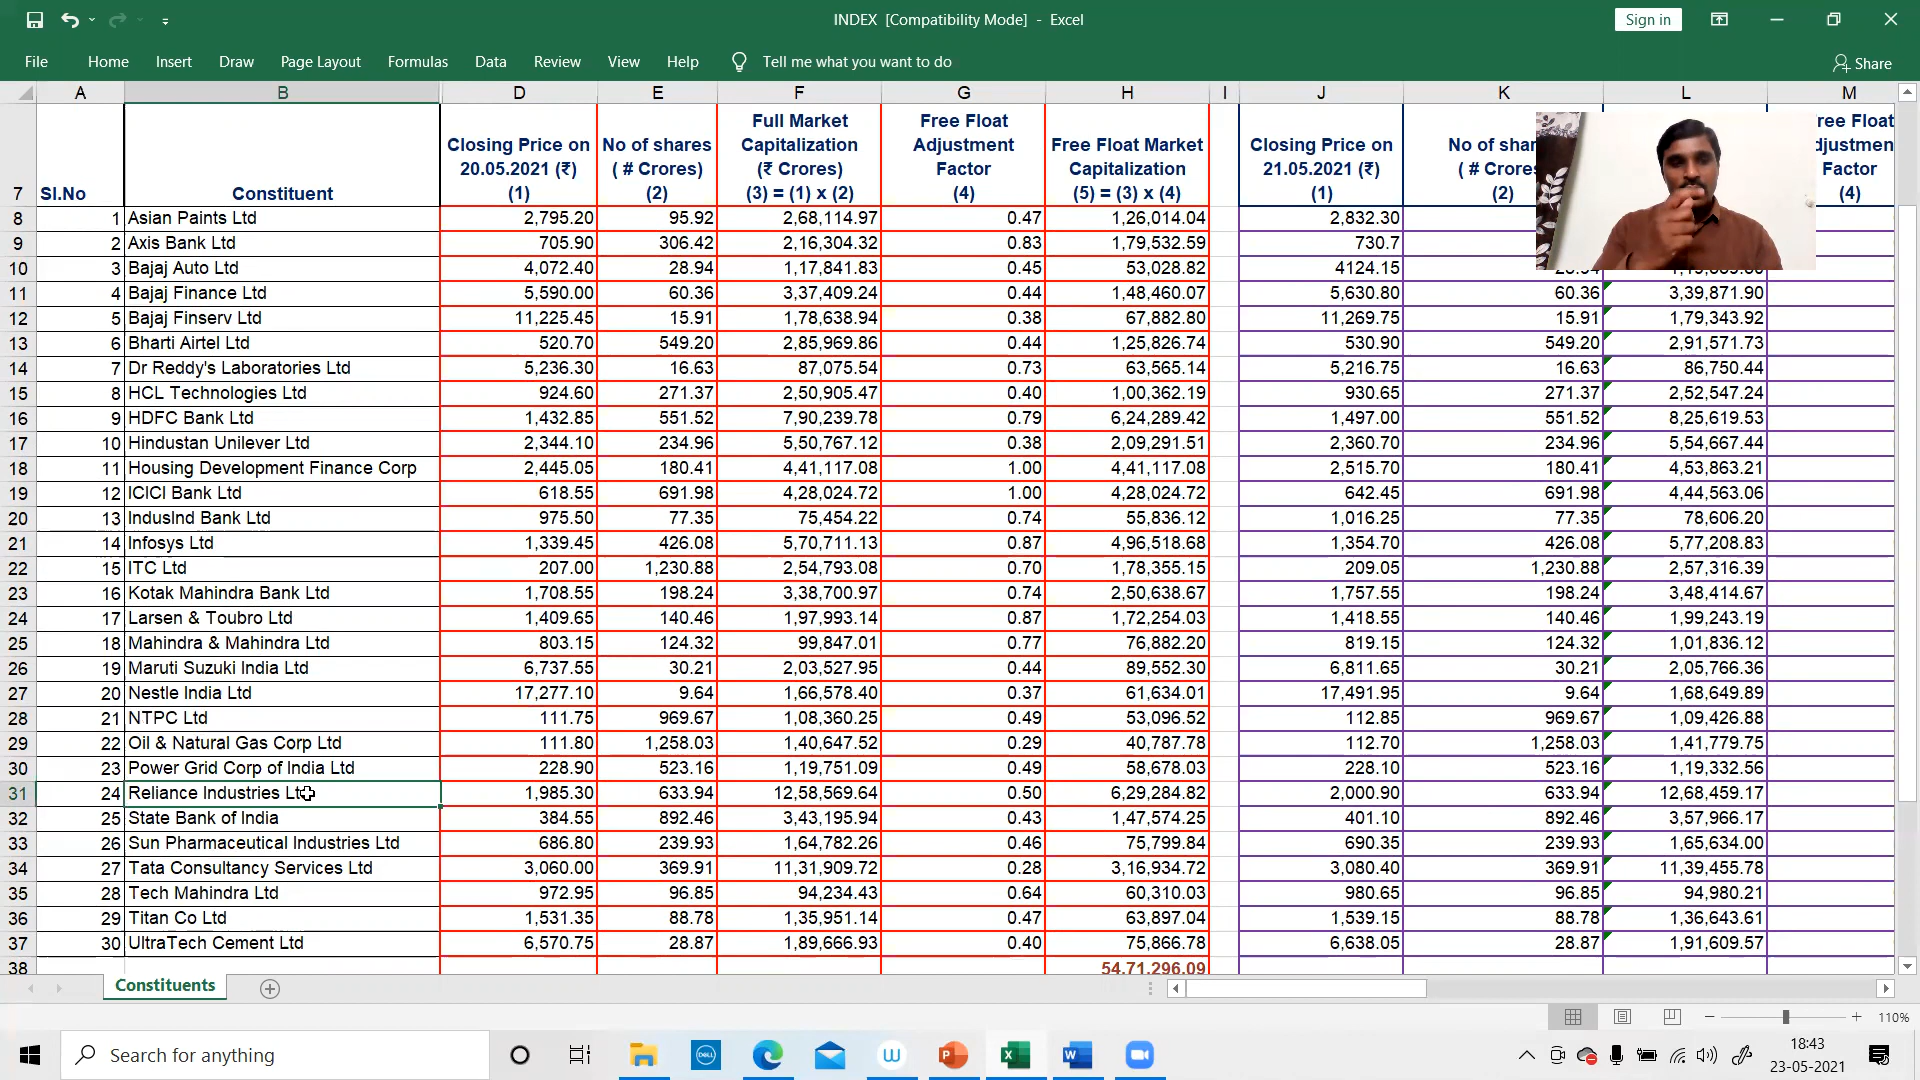 INDEX [Compatibility Mode] - Excel
Sign in
File Home Insert Draw Page Layout Formulas Data Review View Help Tell me what you want to do
Share
A B D E F G H I J K L M
7 SI.No Constituent
Closing Price on
20.05.2021 (₹)
(1)
No of shares
( # Crores)
(2)
Full Market
Capitalization
(₹ Crores)
(3) = (1) x (2)
Free Float
Adjustment
Factor
(4)
Free Float Market
Capitalization
(5) = (3) x (4)
Closing Price on
21.05.2021 (₹)
(1)
No of shar
( # Crores
(2)
ree Float
djustmen
Factor
(4)
8 1 Asian Paints Ltd 2,795.20 95.92 2,68,114.97 0.47 1,26,014.04 2,832.30
9 2 Axis Bank Ltd 705.90 306.42 2,16,304.32 0.83 1,79,532.59 730.7
10 3 Bajaj Auto Ltd 4,072.40 28.94 1,17,841.83 0.45 53,028.82 4124.15
11 4 Bajaj Finance Ltd 5,590.00 60.36 3,37,409.24 0.44 1,48,460.07 5,630.80 60.36 3,39,871.90
12 5 Bajaj Finserv Ltd 11,225.45 15.91 1,78,638.94 0.38 67,882.80 11,269.75 15.91 1,79,343.92
13 6 Bharti Airtel Ltd 520.70 549.20 2,85,969.86 0.44 1,25,826.74 530.90 549.20 2,91,571.73
14 7 Dr Reddy's Laboratories Ltd 5,236.30 16.63 87,075.54 0.73 63,565.14 5,216.75 16.63 86,750.44
15 8 HCL Technologies Ltd 924.60 271.37 2,50,905.47 0.40 1,00,362.19 930.65 271.37 2,52,547.24
16 9 HDFC Bank Ltd 1,432.85 551.52 7,90,239.78 0.79 6,24,289.42 1,497.00 551.52 8,25,619.53
17 10 Hindustan Unilever Ltd 2,344.10 234.96 5,50,767.12 0.38 2,09,291.51 2,360.70 234.96 5,54,667.44
18 11 Housing Development Finance Corp 2,445.05 180.41 4,41,117.08 1.00 4,41,117.08 2,515.70 180.41 4,53,863.21
19 12 ICICI Bank Ltd 618.55 691.98 4,28,024.72 1.00 4,28,024.72 642.45 691.98 4,44,563.06
20 13 IndusInd Bank Ltd 975.50 77.35 75,454.22 0.74 55,836.12 1,016.25 77.35 78,606.20
21 14 Infosys Ltd 1,339.45 426.08 5,70,711.13 0.87 4,96,518.68 1,354.70 426.08 5,77,208.83
22 15 ITC Ltd 207.00 1,230.88 2,54,793.08 0.70 1,78,355.15 209.05 1,230.88 2,57,316.39
23 16 Kotak Mahindra Bank Ltd 1,708.55 198.24 3,38,700.97 0.74 2,50,638.67 1,757.55 198.24 3,48,414.67
24 17 Larsen & Toubro Ltd 1,409.65 140.46 1,97,993.14 0.87 1,72,254.03 1,418.55 140.46 1,99,243.19
25 18 Mahindra & Mahindra Ltd 803.15 124.32 99,847.01 0.77 76,882.20 819.15 124.32 1,01,836.12
26 19 Maruti Suzuki India Ltd 6,737.55 30.21 2,03,527.95 0.44 89,552.30 6,811.65 30.21 2,05,766.36
27 20 Nestle India Ltd 17,277.10 9.64 1,66,578.40 0.37 61,634.01 17,491.95 9.64 1,68,649.89
28 21 NTPC Ltd 111.75 969.67 1,08,360.25 0.49 53,096.52 112.85 969.67 1,09,426.88
29 22 Oil & Natural Gas Corp Ltd 111.80 1,258.03 1,40,647.52 0.29 40,787.78 112.70 1,258.03 1,41,779.75
30 23 Power Grid Corp of India Ltd 228.90 523.16 1,19,751.09 0.49 58,678.03 228.10 523.16 1,19,332.56
31 24 Reliance Industries Ltd 1,985.30 633.94 12,58,569.64 0.50 6,29,284.82 2,000.90 633.94 12,68,459.17
32 25 State Bank of India 384.55 892.46 3,43,195.94 0.43 1,47,574.25 401.10 892.46 3,57,966.17
33 26 Sun Pharmaceutical Industries Ltd 686.80 239.93 1,64,782.26 0.46 75,799.84 690.35 239.93 1,65,634.00
34 27 Tata Consultancy Services Ltd 3,060.00 369.91 11,31,909.72 0.28 3,16,934.72 3,080.40 369.91 11,39,455.78
35 28 Tech Mahindra Ltd 972.95 96.85 94,234.43 0.64 60,310.03 980.65 96.85 94,980.21
36 29 Titan Co Ltd 1,531.35 88.78 1,35,951.14 0.47 63,897.04 1,539.15 88.78 1,36,643.61
37 30 UltraTech Cement Ltd 6,570.75 28.87 1,89,666.93 0.40 75,866.78 6,638.05 28.87 1,91,609.57
38 54,71,296.09
Constituents
110%
Search for anything
DELL
18:43
23-05-2021